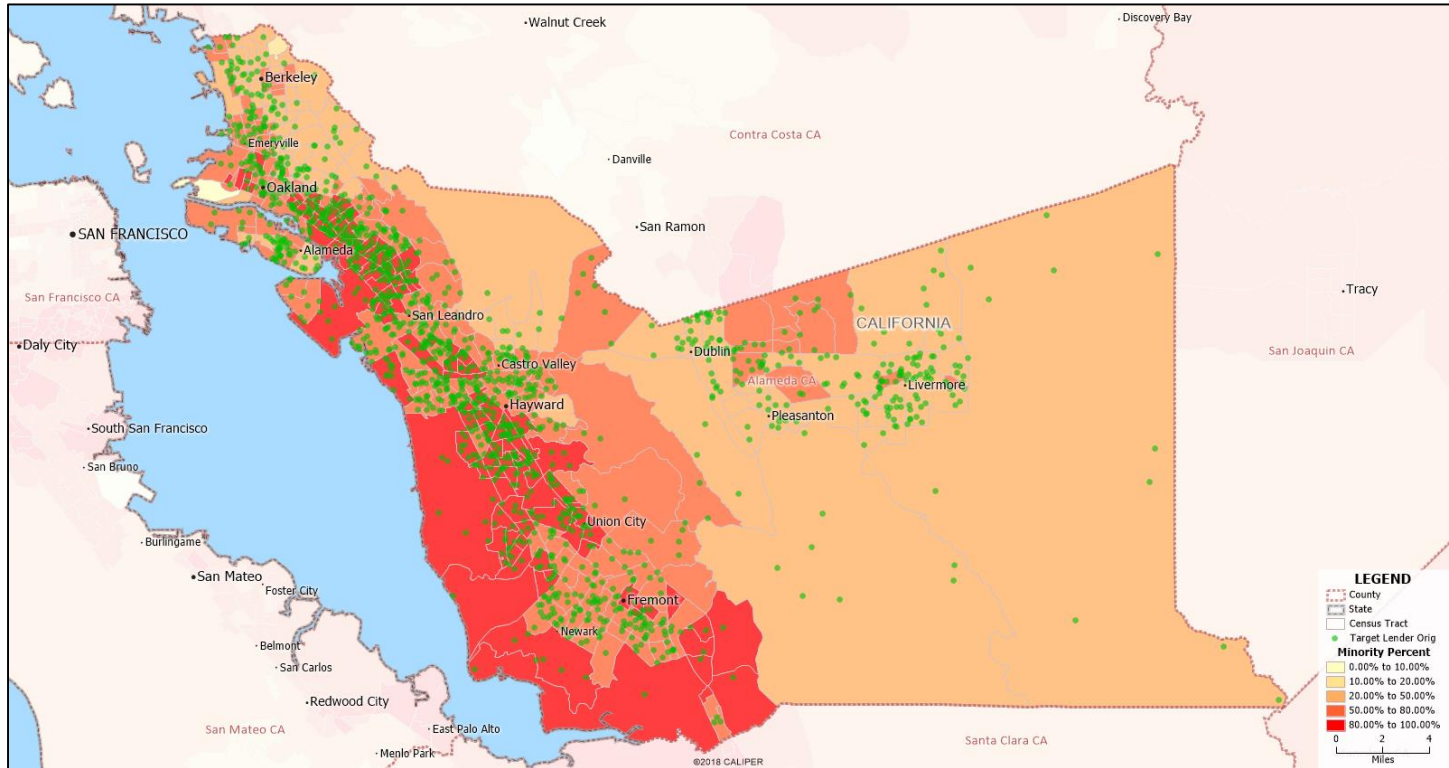 Walnut Creek
Discovery Bay
Berkeley
Contra Costa CA
Emeryville
Danville
Oakland
San Ramon
SAN FRANCISCO
Alameda
Tracy
San Francisco CA
San Leandro
CALIFORNIA
Daly City
Dublin
San Joaquin CA
Castro Valley
Alameda CA
Livermore
Hayward
Pleasanton
South San Francisco
San Bruno
Union City
Burlingame
San Mateo
Foster City
Fremont
Newark
Belmont
San Carlos
Redwood City
San Mateo CA
East Palo Alto
Menlo Park
Santa Clara CA
©2018 CALIPER
LEGEND
County
State
Census Tract
Target Lender Orig
Minority Percent
0.00% to 10.00%
10.00% to 20.00%
20.00% to 50.00%
50.00% to 80.00%
80.00% to 100.00%
0 2 4
Miles